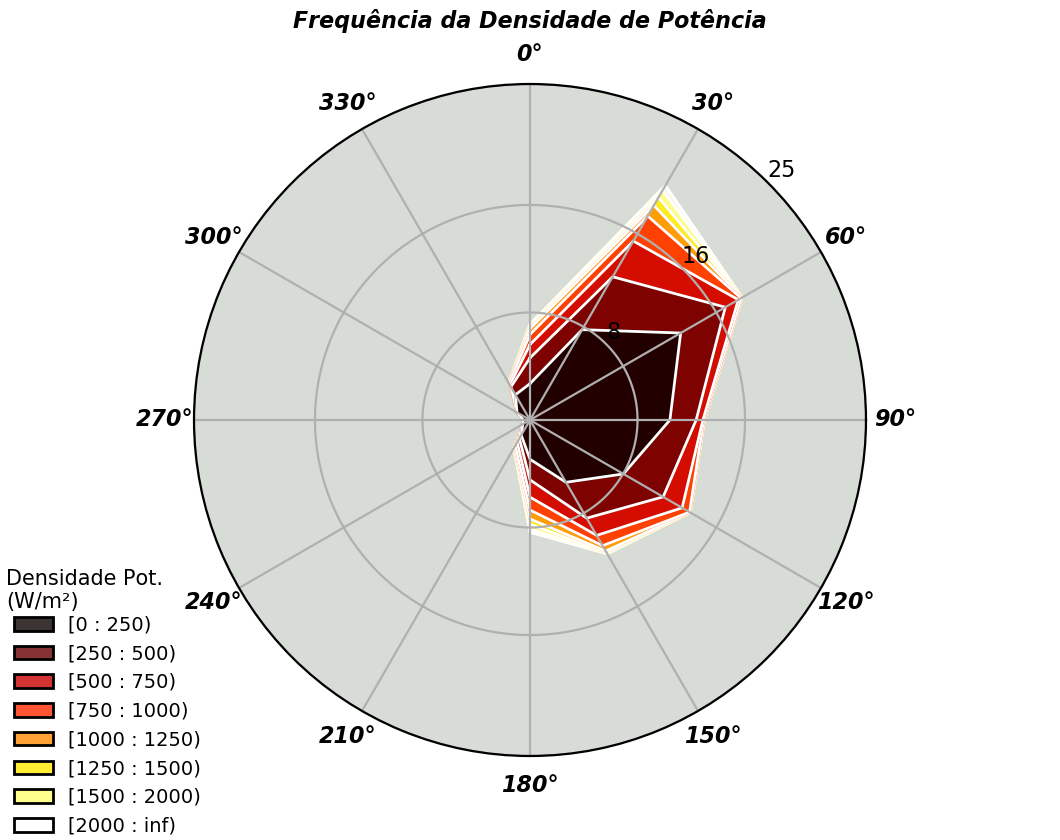 Frequência da Densidade de Potência
0°
330°
30°
25
300°
60°
16
8
270°
90°
Densidade Pot.
(W/m²)
240°
120°
[0 : 250)
[250 : 500)
[500 : 750)
[750 : 1000)
[1000 : 1250)
[1250 : 1500)
[1500 : 2000)
[2000 : inf)
210°
150°
180°